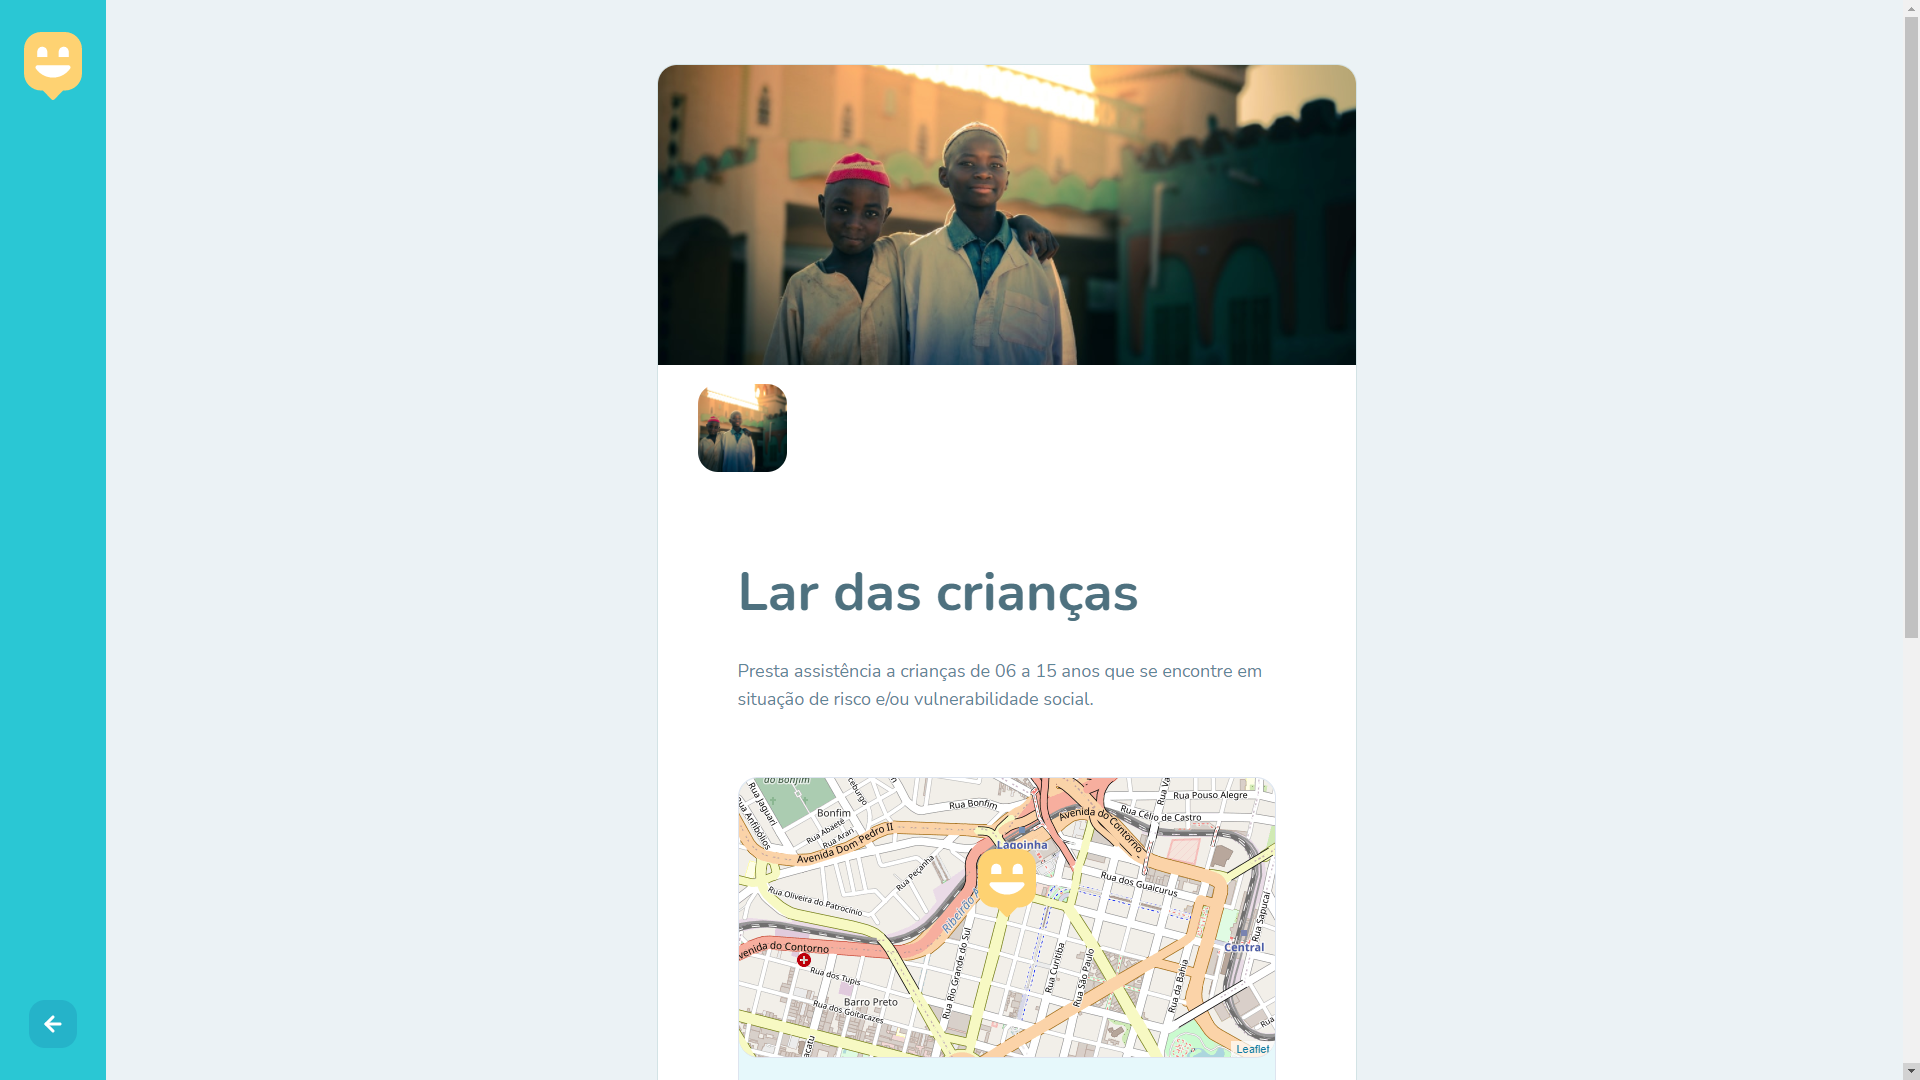 Lar das crianças
Presta assistência a crianças de 06 a 15 anos que se encontre em
situação de risco e/ou vulnerabilidade social.
do Bonfim
Rua Jaguari
Rua Anfibólios
Bonfim
Rua Abaeté
Rua Arari
Avenida Dom Pedro II
Rua Bonfim
Rua Pouso Alegre
Rua Célio de Castro
Avenida do Contorno
Lagoinha
Rua Peçanha
Rua dos Guaicurus
Rua Oliveira do Patrocínio
Ribeirão
Rua Sapucaí
Central
venida do Contorno
Rua dos Tupis
Rua Rio Grande do Sul
Rua Curitiba
Rua São Paulo
Rua da Bahia
Barro Preto
Rua dos Goitacazes
Rua
Leaflet